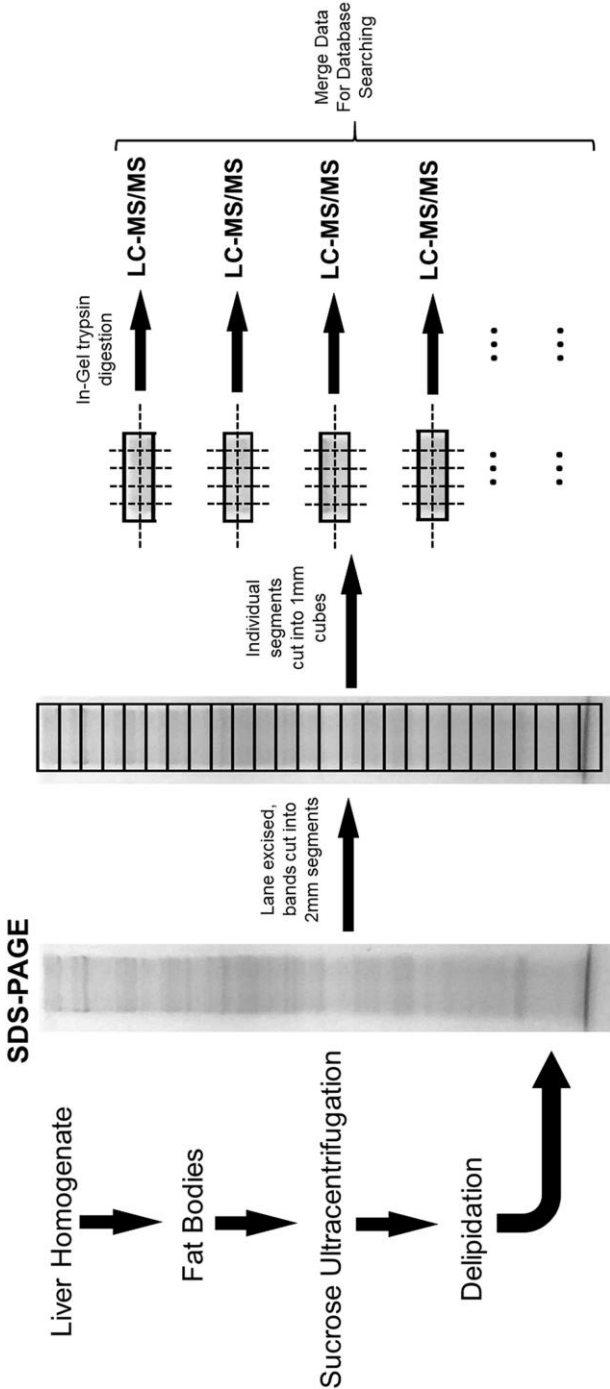 SDS-PAGE
Liver Homogenate
Fat Bodies
Sucrose Ultracentrifugation
Delipidation
Lane excised,
bands cut into
2mm segments
Individual
segments
cut into 1mm
cubes
In-Gel trypsin
digestion
LC-MS/MS
LC-MS/MS
LC-MS/MS
LC-MS/MS
Merge Data
For Database
Searching